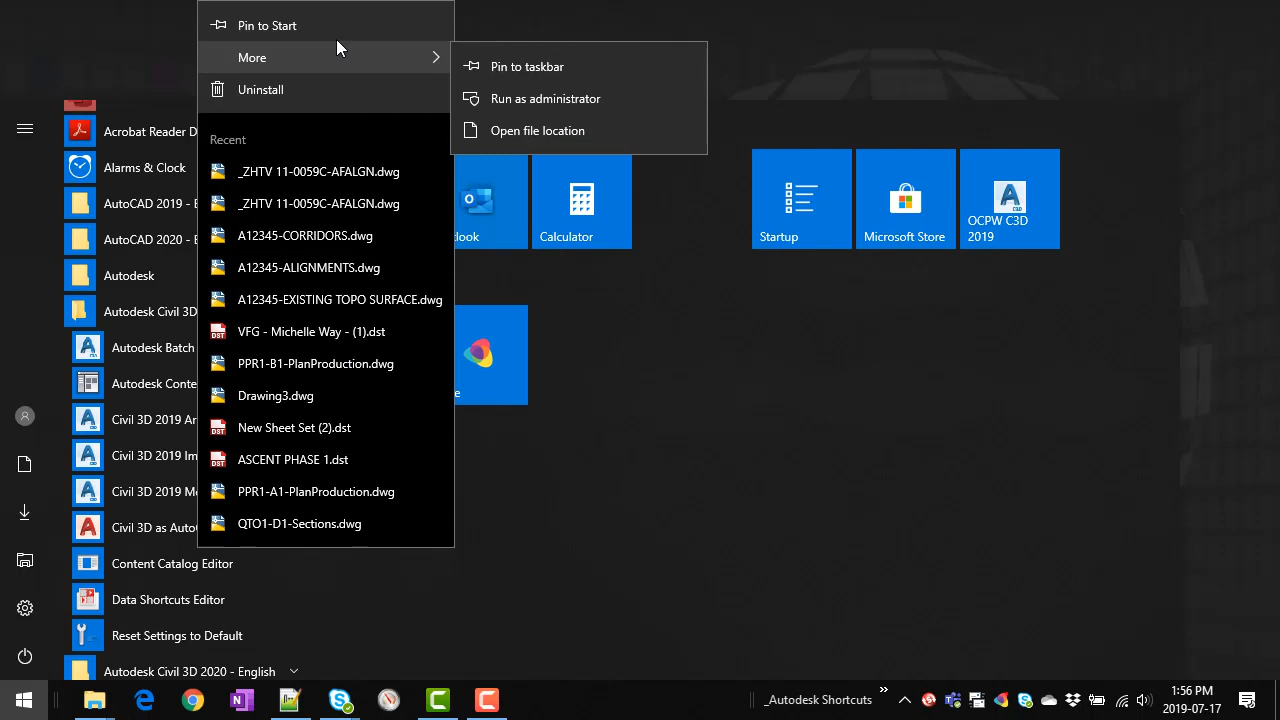 Pin to Start
More
Uninstall
Pin to taskbar
Run as administrator
Open file location
Recent
_ZHTV 11-0059C-AFALGN.dwg
_ZHTV 11-0059C-AFALGN.dwg
A12345-CORRIDORS.dwg
A12345-ALIGNMENTS.dwg
A12345-EXISTING TOPO SURFACE.dwg
VFG - Michelle Way - (1).dst
PPR1-B1-PlanProduction.dwg
Drawing3.dwg
New Sheet Set (2).dst
ASCENT PHASE 1.dst
PPR1-A1-PlanProduction.dwg
QTO1-D1-Sections.dwg
Acrobat Reader D
Alarms & Clock
AutoCAD 2019 - E
AutoCAD 2020 - E
Autodesk
Autodesk Civil 3D
Autodesk Batch
Autodesk Conte
Civil 3D 2019 Ar
Civil 3D 2019 Im
Civil 3D 2019 Me
Civil 3D as AutoC
Content Catalog Editor
Data Shortcuts Editor
Reset Settings to Default
Autodesk Civil 3D 2020 - English
look
Calculator
Startup
Microsoft Store
OCPW C3D
2019
e
_Autodesk Shortcuts
1:56 PM
2019-07-17